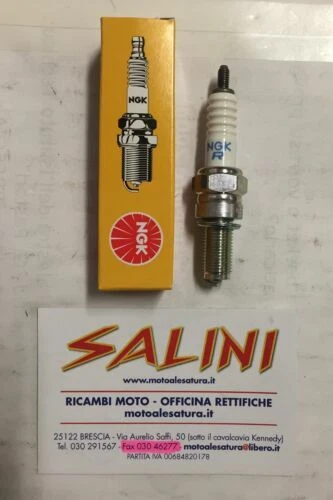 NGK
NGK
NGK
R
SALINI
www.motoalesatura.it
RICAMBI MOTO - OFFICINA RETTIFICHE
motoalesatura.it
25122 BRESCIA - Via Aurelio Saffi, 50 (sotto il cavalcavia Kennedy)
Tel. 030 291567 - Fax 030 46277 - motoalesatura@libero.it
PARTITA IVA 00684820178